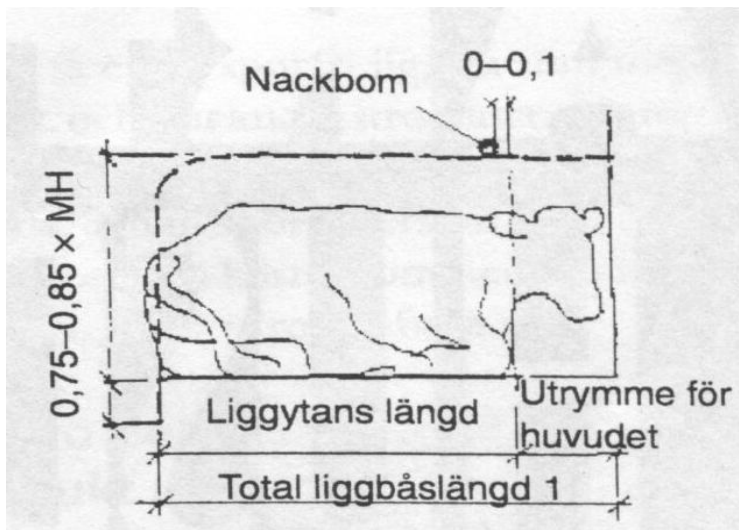 0–0,1
Nackbom
0,75–0,85 × MH
Liggytans längd
Utrymme för
huvudet
Total liggbåslängd 1